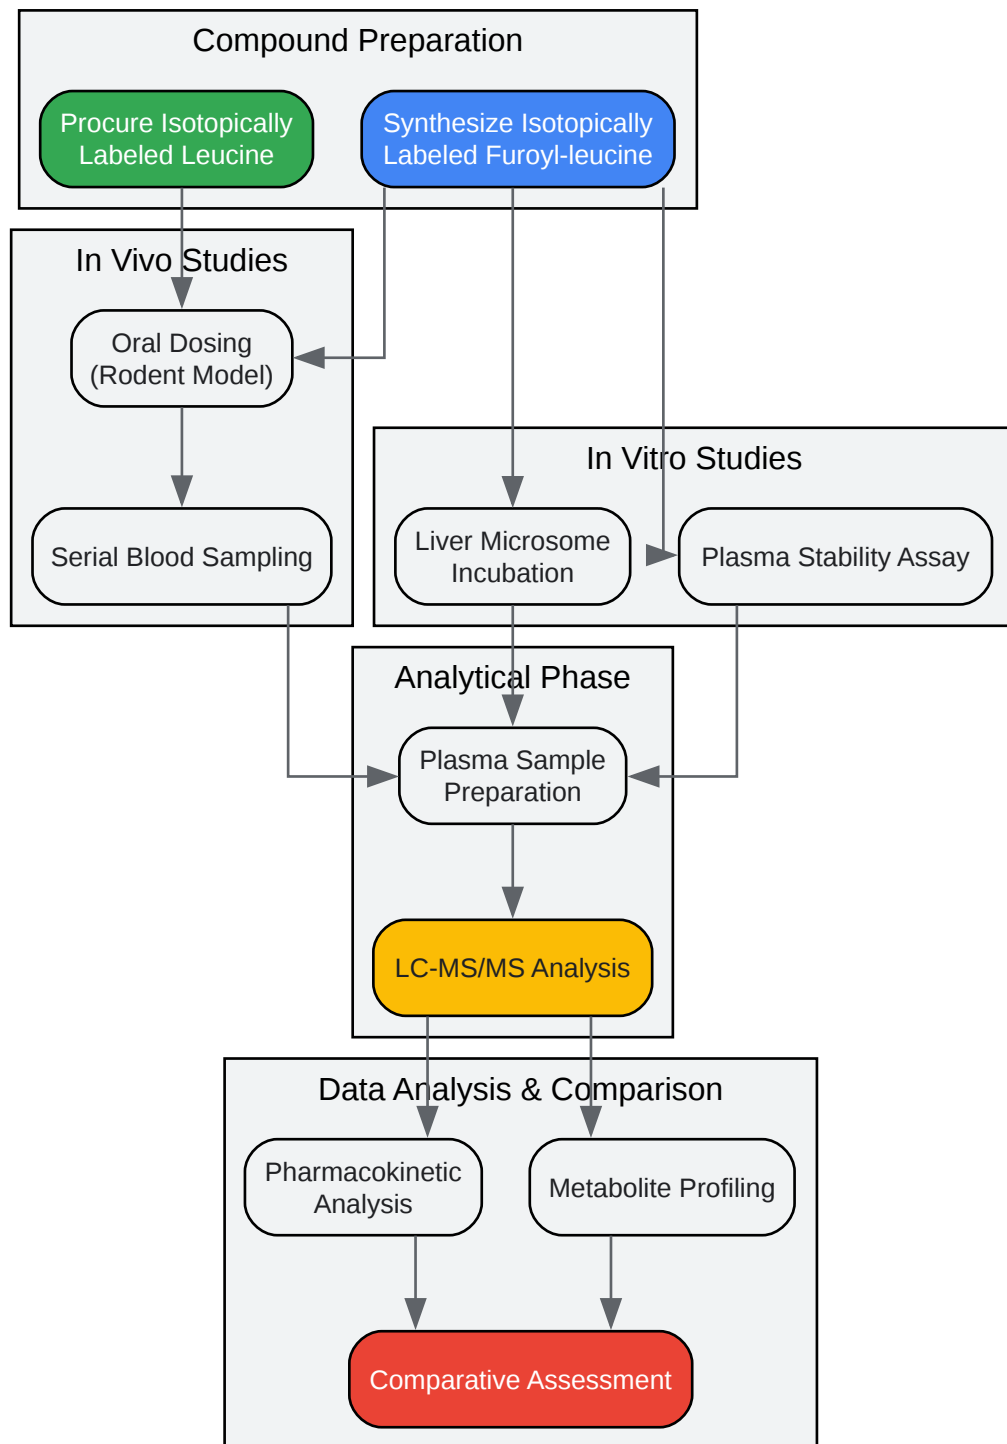 Compound Preparation
Procure Isotopically
Labeled Leucine
Synthesize Isotopically
Labeled Furoyl-leucine
In Vivo Studies
Oral Dosing
(Rodent Model)
Serial Blood Sampling
In Vitro Studies
Liver Microsome
Incubation
Plasma Stability Assay
Analytical Phase
Plasma Sample
Preparation
LC-MS/MS Analysis
Data Analysis & Comparison
Pharmacokinetic
Analysis
Metabolite Profiling
Comparative Assessment